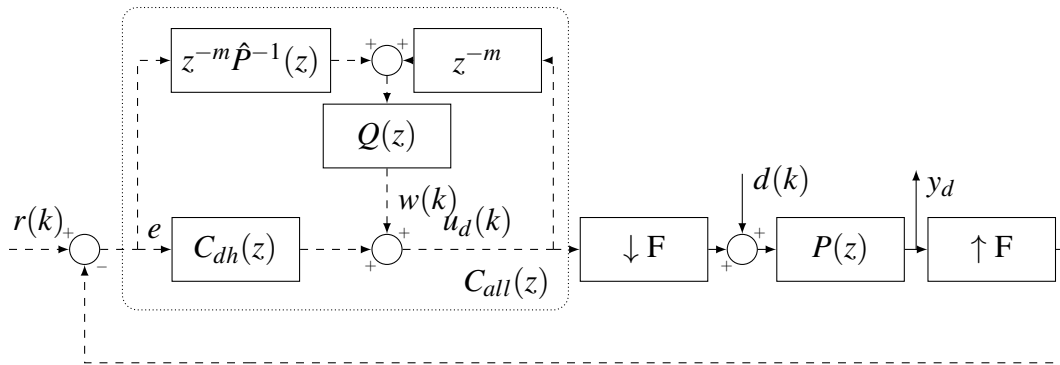 z^{-m}\hat{P}^{-1}(z)
+
+
z^{-m}
Q(z)
w(k)
d(k)
y_d
r(k)
+
−
e
C_{dh}(z)
+
+
u_d(k)
↓ F
+
+
P(z)
↑ F
C_{all}(z)